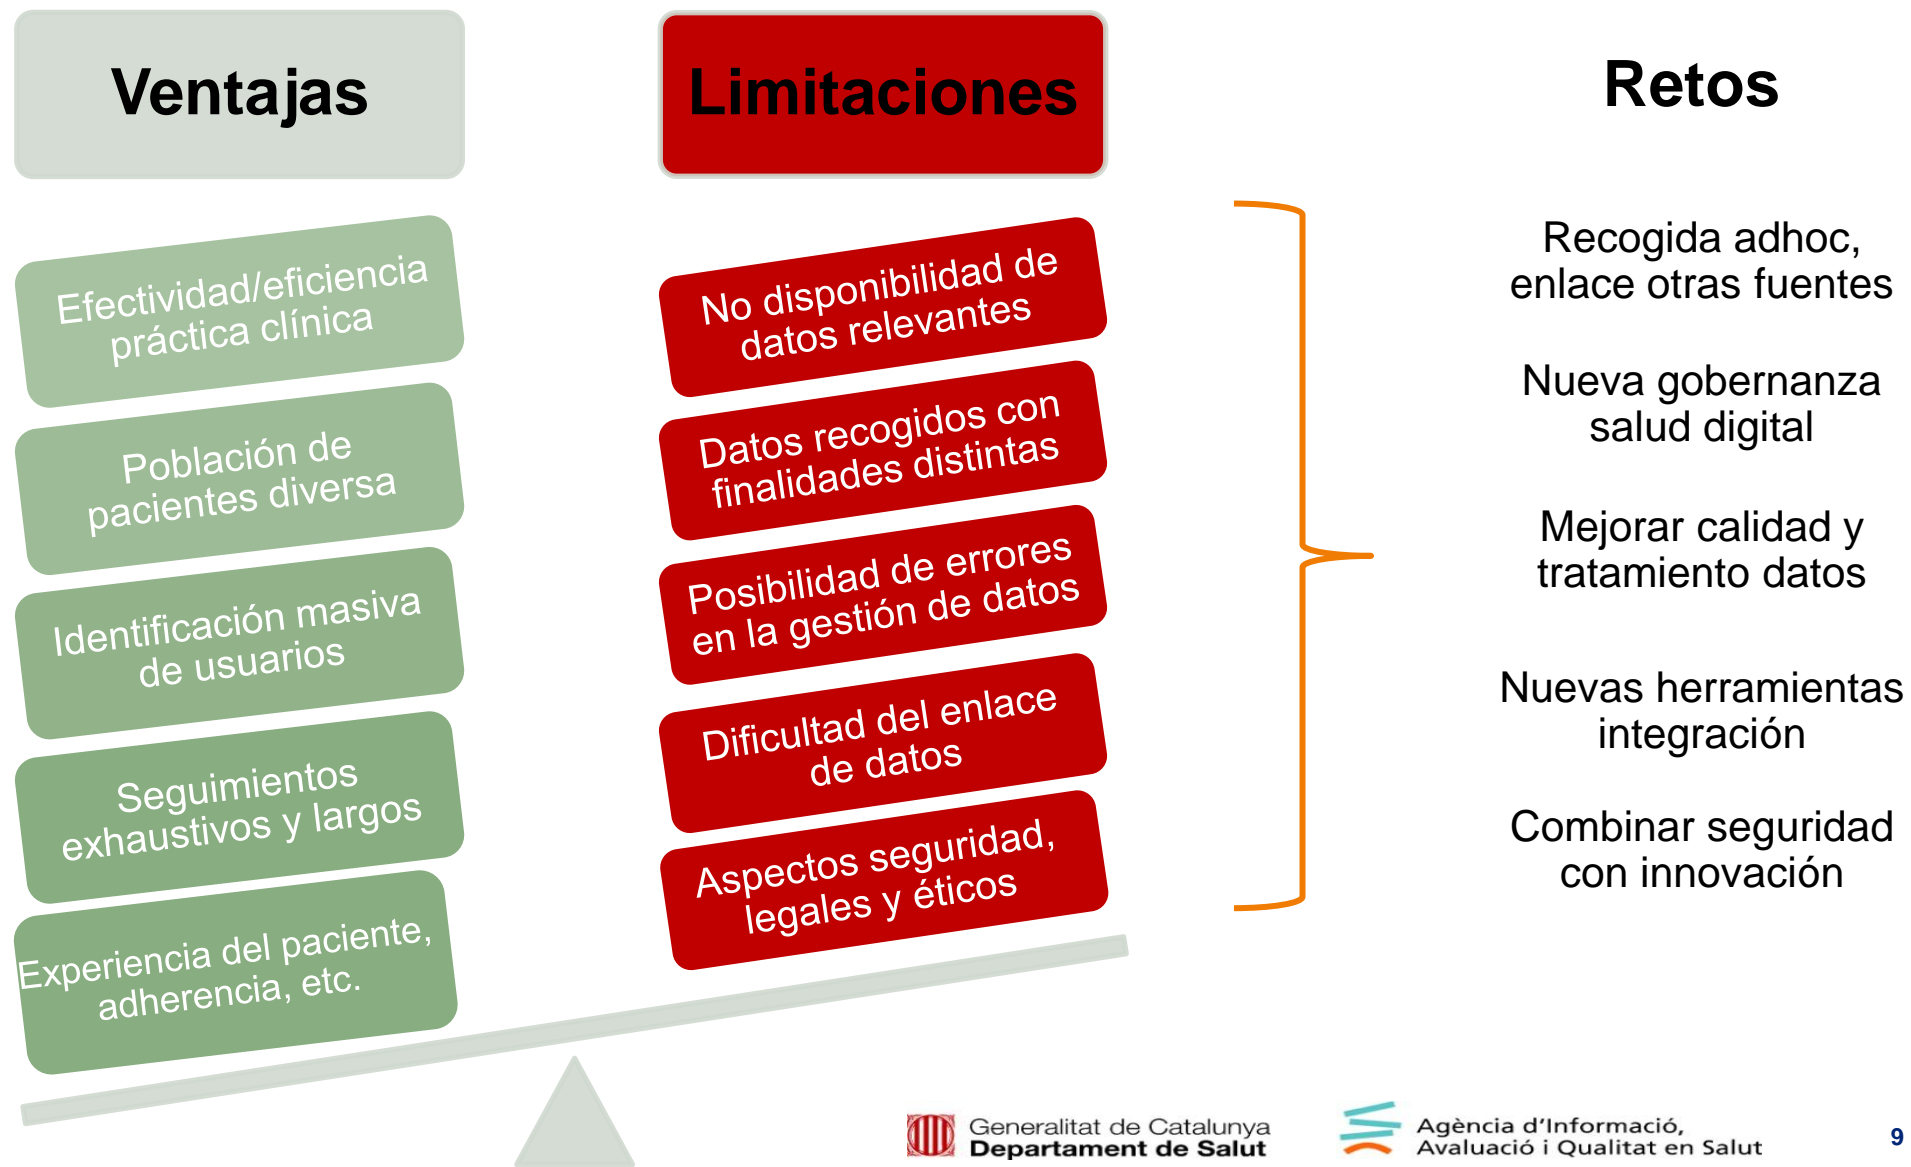 Ventajas
Efectividad/eficiencia
práctica clínica
Población de
pacientes diversa
Identificación masiva
de usuarios
Seguimientos
exhaustivos y largos
Experiencia del paciente,
adherencia, etc.
Limitaciones
No disponibilidad de
datos relevantes
Datos recogidos con
finalidades distintas
Posibilidad de errores
en la gestión de datos
Dificultad del enlace
de datos
Aspectos seguridad,
legales y éticos
Retos
Recogida adhoc,
enlace otras fuentes
Nueva gobernanza
salud digital
Mejorar calidad y
tratamiento datos
Nuevas herramientas
integración
Combinar seguridad
con innovación
Generalitat de Catalunya
Departament de Salut
Agència d'Informació,
Avaluació i Qualitat en Salut
9